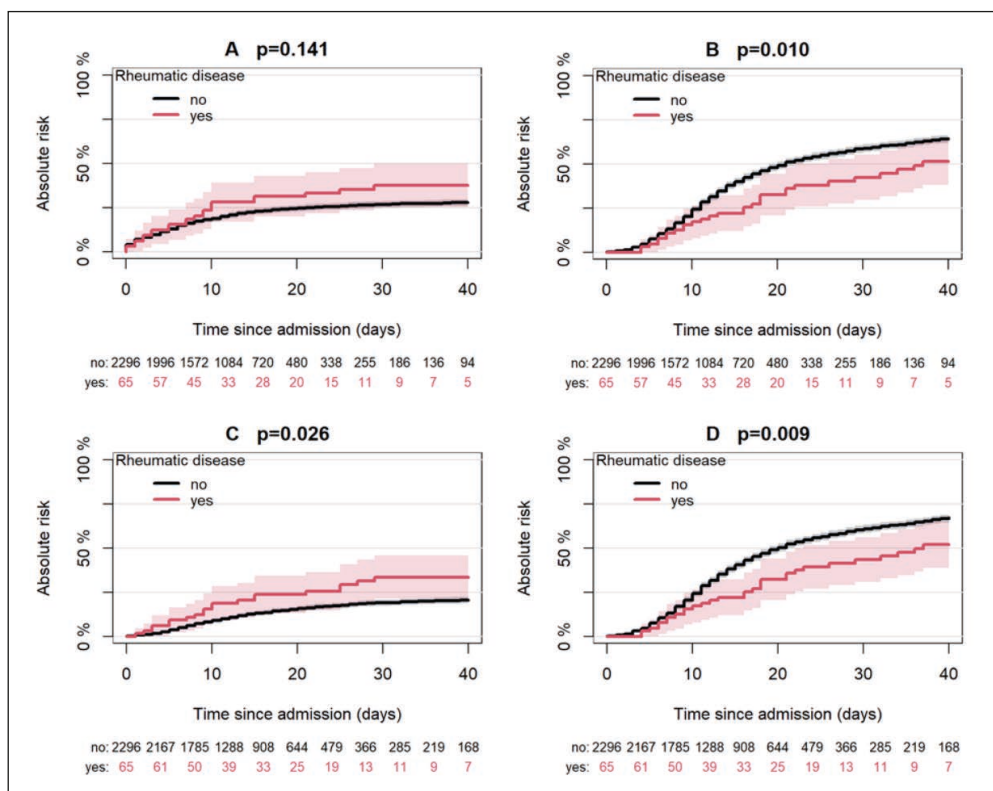 A p=0.141
Rheumatic disease
no
yes
Absolute risk
100 %
50 %
0 %
0 10 20 30 40
Time since admission (days)
no: 2296 1996 1572 1084 720 480 338 255 186 136 94
yes: 65 57 45 33 28 20 15 11 9 7 5
B p=0.010
Rheumatic disease
no
yes
Absolute risk
100 %
50 %
0 %
0 10 20 30 40
Time since admission (days)
no: 2296 1996 1572 1084 720 480 338 255 186 136 94
yes: 65 57 45 33 28 20 15 11 9 7 5
C p=0.026
Rheumatic disease
no
yes
Absolute risk
100 %
50 %
0 %
0 10 20 30 40
Time since admission (days)
no: 2296 2167 1785 1288 908 644 479 366 285 219 168
yes: 65 61 50 39 33 25 19 13 11 9 7
D p=0.009
Rheumatic disease
no
yes
Absolute risk
100 %
50 %
0 %
0 10 20 30 40
Time since admission (days)
no: 2296 2167 1785 1288 908 644 479 366 285 219 168
yes: 65 61 50 39 33 25 19 13 11 9 7